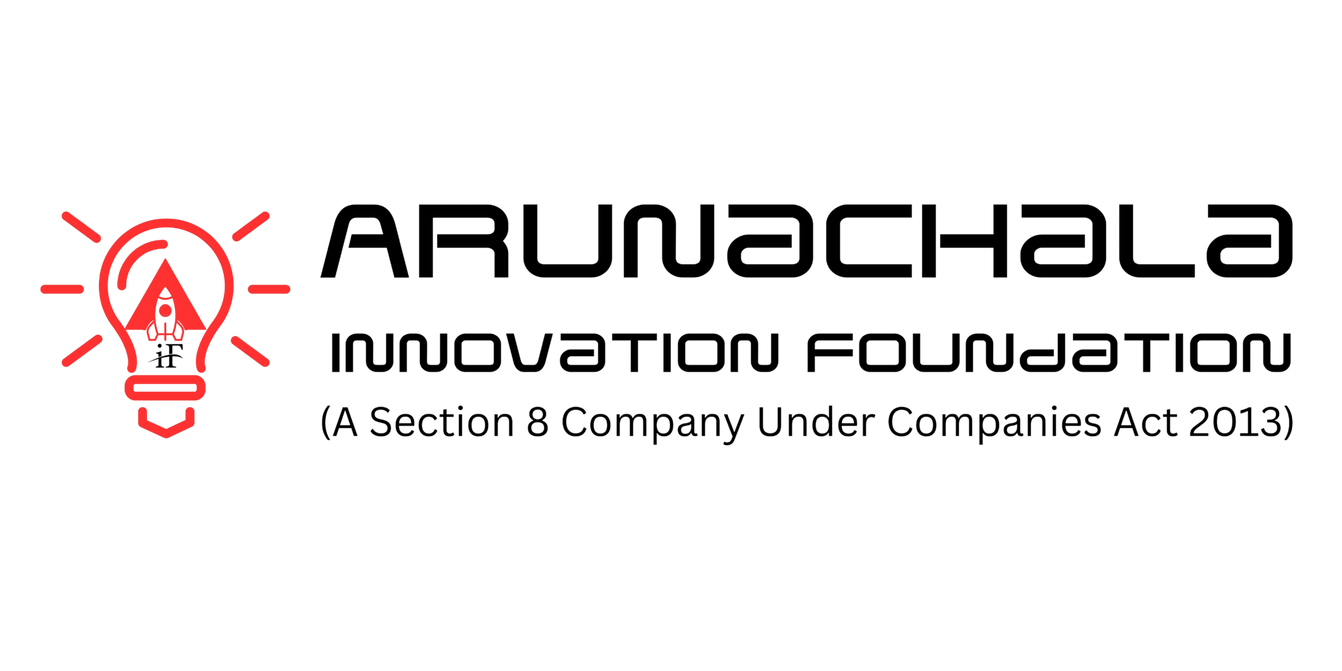 iF
ARUNACHALA
INNOVATION FOUNDATION
(A Section 8 Company Under Companies Act 2013)